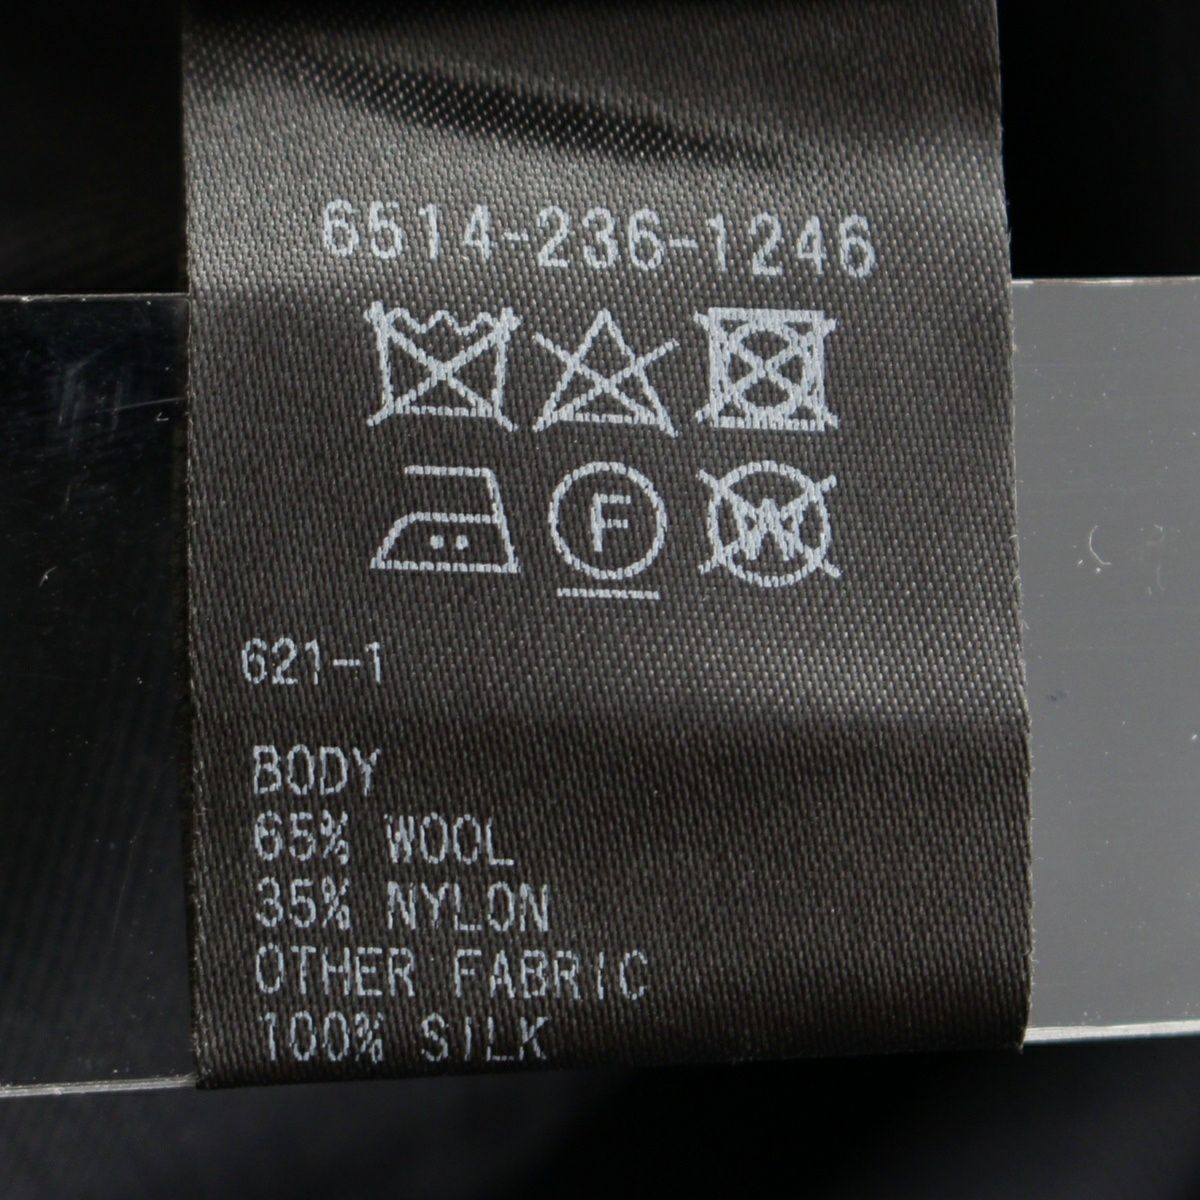 6514-236-1246
F W
621-1
BODY
65% WOOL
35% NYLON
OTHER FABRIC
100% SILK